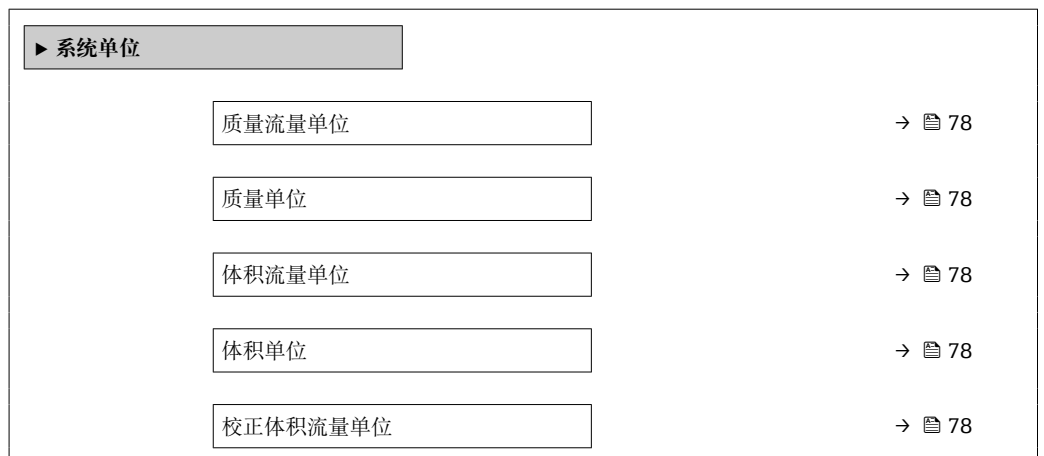 ▶ 系统单位
质量流量单位 → 🖺 78
质量单位 → 🖺 78
体积流量单位 → 🖺 78
体积单位 → 🖺 78
校正体积流量单位 → 🖺 78